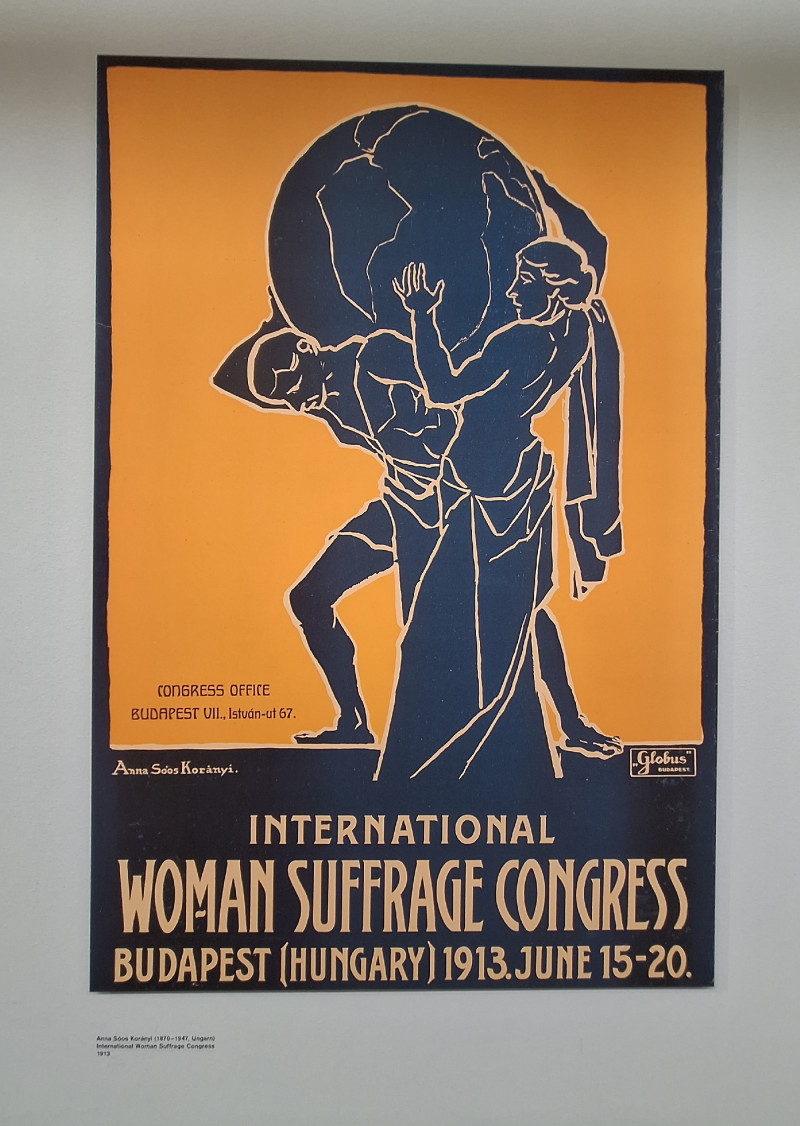 CONGRESS OFFICE
BUDAPEST VII., István-ut 67.
Anna Soós Korányi.
"Globus"
BUDAPEST.
INTERNATIONAL
WOMAN SUFFRAGE CONGRESS
BUDAPEST (HUNGARY) 1913. JUNE 15-20.
Anna Sóos Korányi (1870–1947, Ungarn)
International Woman Suffrage Congress
1913